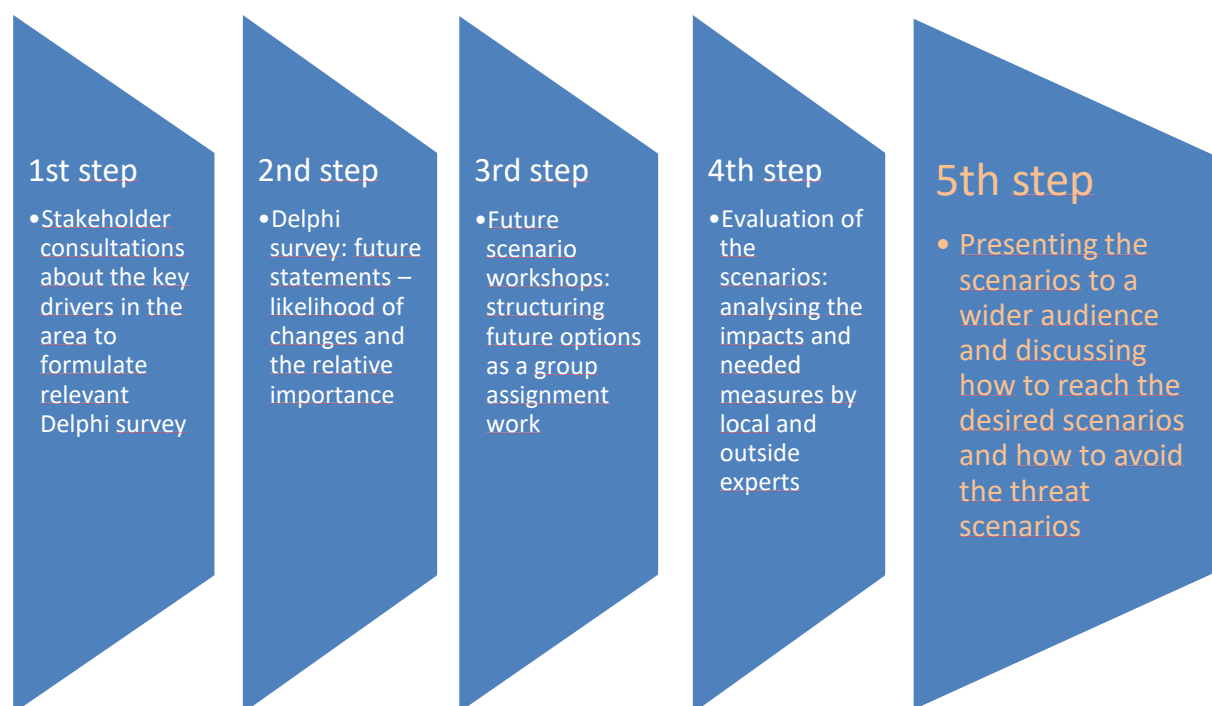 1st step
•Stakeholder
consultations
about the key
drivers in the
area to
formulate
relevant
Delphi survey
2nd step
•Delphi
survey: future
statements –
likelihood of
changes and
the relative
importance
3rd step
•Future
scenario
workshops:
structuring
future options
as a group
assignment
work
4th step
•Evaluation of
the
scenarios:
analysing the
impacts and
needed
measures by
local and
outside
experts
5th step
• Presenting the
scenarios to a
wider audience
and discussing
how to reach the
desired scenarios
and how to avoid
the threat
scenarios